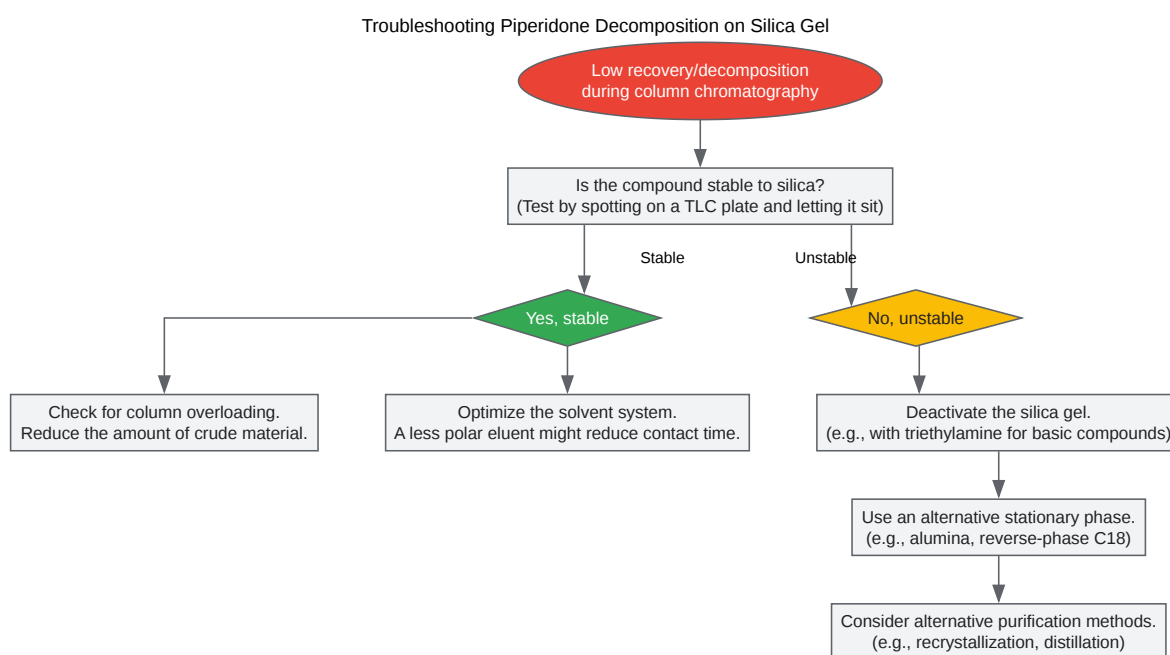 Troubleshooting Piperidone Decomposition on Silica Gel
Low recovery/decomposition
during column chromatography
Is the compound stable to silica?
(Test by spotting on a TLC plate and letting it sit)
Stable
Unstable
Yes, stable
No, unstable
Check for column overloading.
Reduce the amount of crude material.
Optimize the solvent system.
A less polar eluent might reduce contact time.
Deactivate the silica gel.
(e.g., with triethylamine for basic compounds)
Use an alternative stationary phase.
(e.g., alumina, reverse-phase C18)
Consider alternative purification methods.
(e.g., recrystallization, distillation)